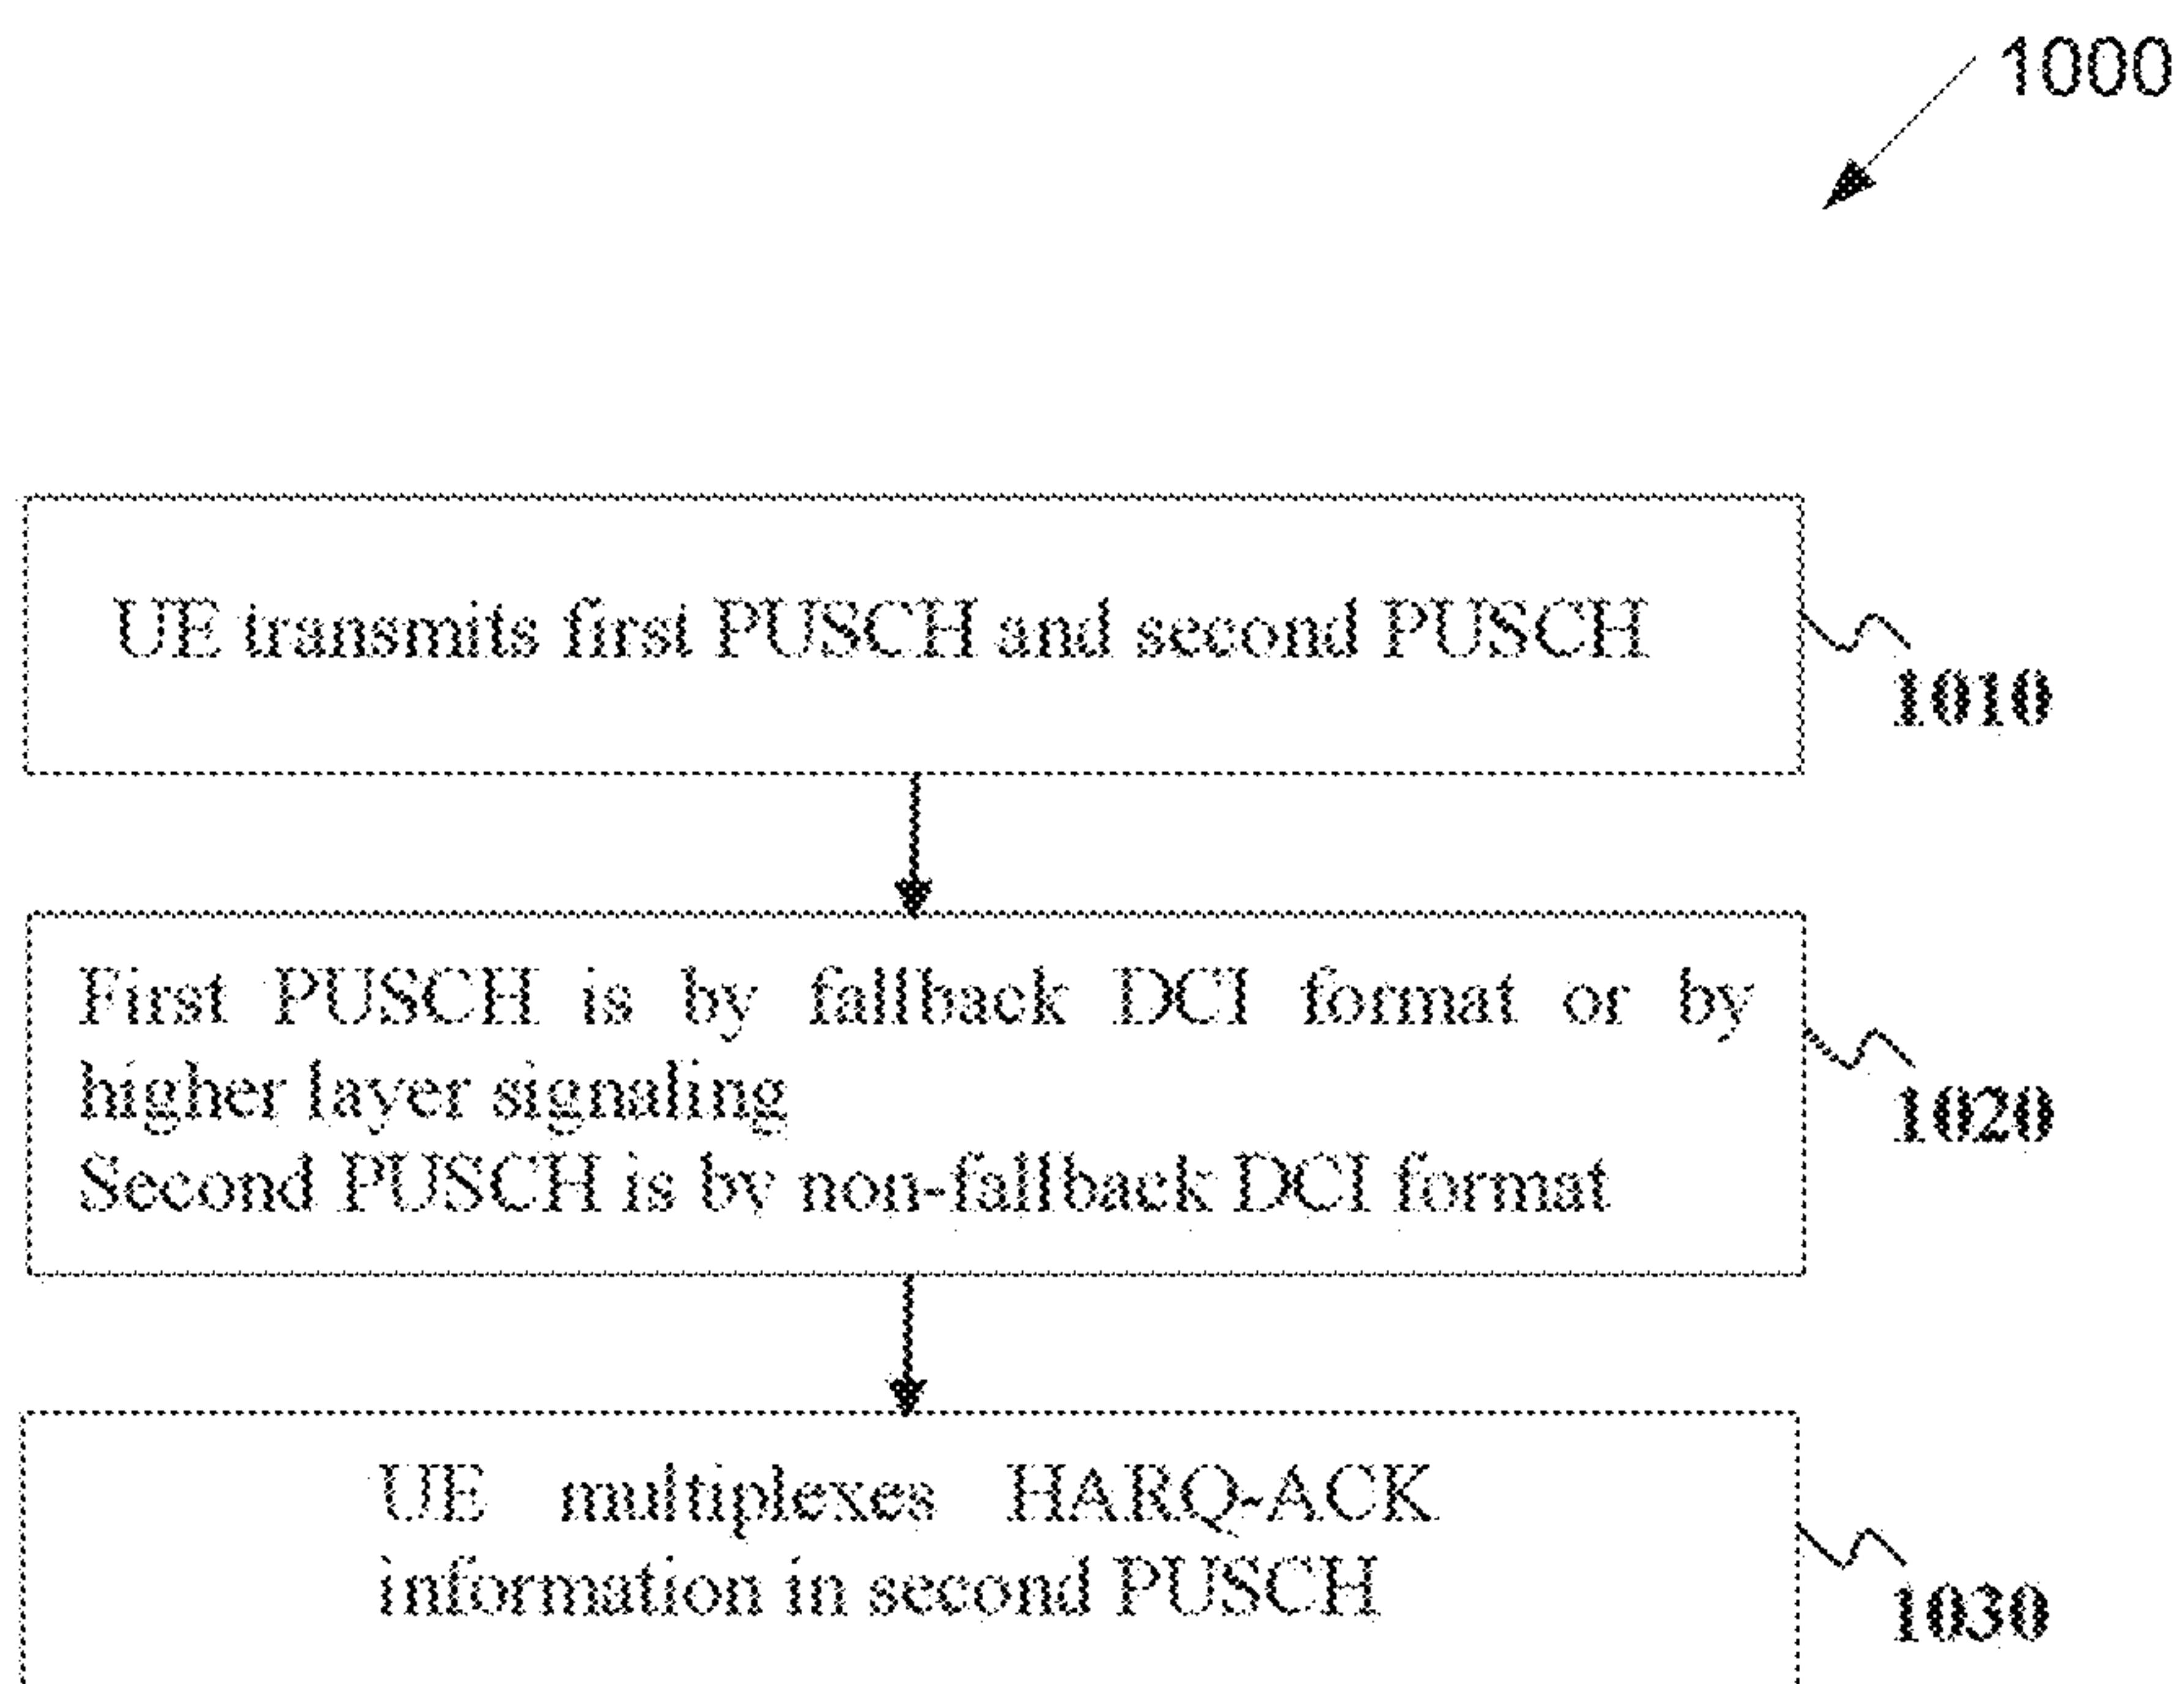 1000
UE transmits first PUSCH and second PUSCH
1010
First PUSCH is by fallback DCI format or by
higher layer signaling
Second PUSCH is by non-fallback DCI format
1020
UE multiplexes HARQ-ACK
information in second PUSCH
1030